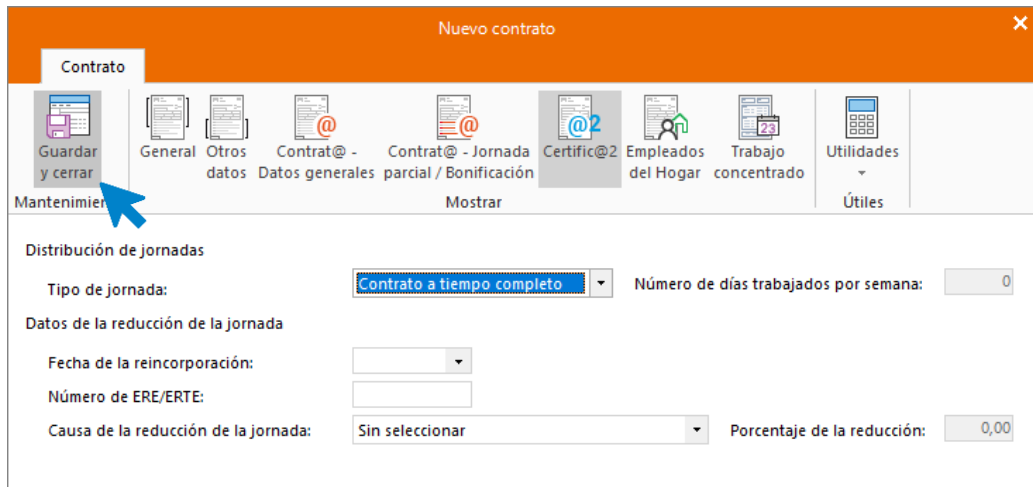 Nuevo contrato
Contrato
Guardar
y cerrar
General
Otros
datos
Contrat@ -
Datos generales
Contrat@ - Jornada
parcial / Bonificación
Certific@2
Empleados
del Hogar
Trabajo
concentrado
Utilidades
Mostrar
Útiles
Distribución de jornadas
Tipo de jornada:
Contrato a tiempo completo
Número de días trabajados por semana:
0
Datos de la reducción de la jornada
Fecha de la reincorporación:
Número de ERE/ERTE:
Causa de la reducción de la jornada:
Sin seleccionar
Porcentaje de la reducción:
0,00